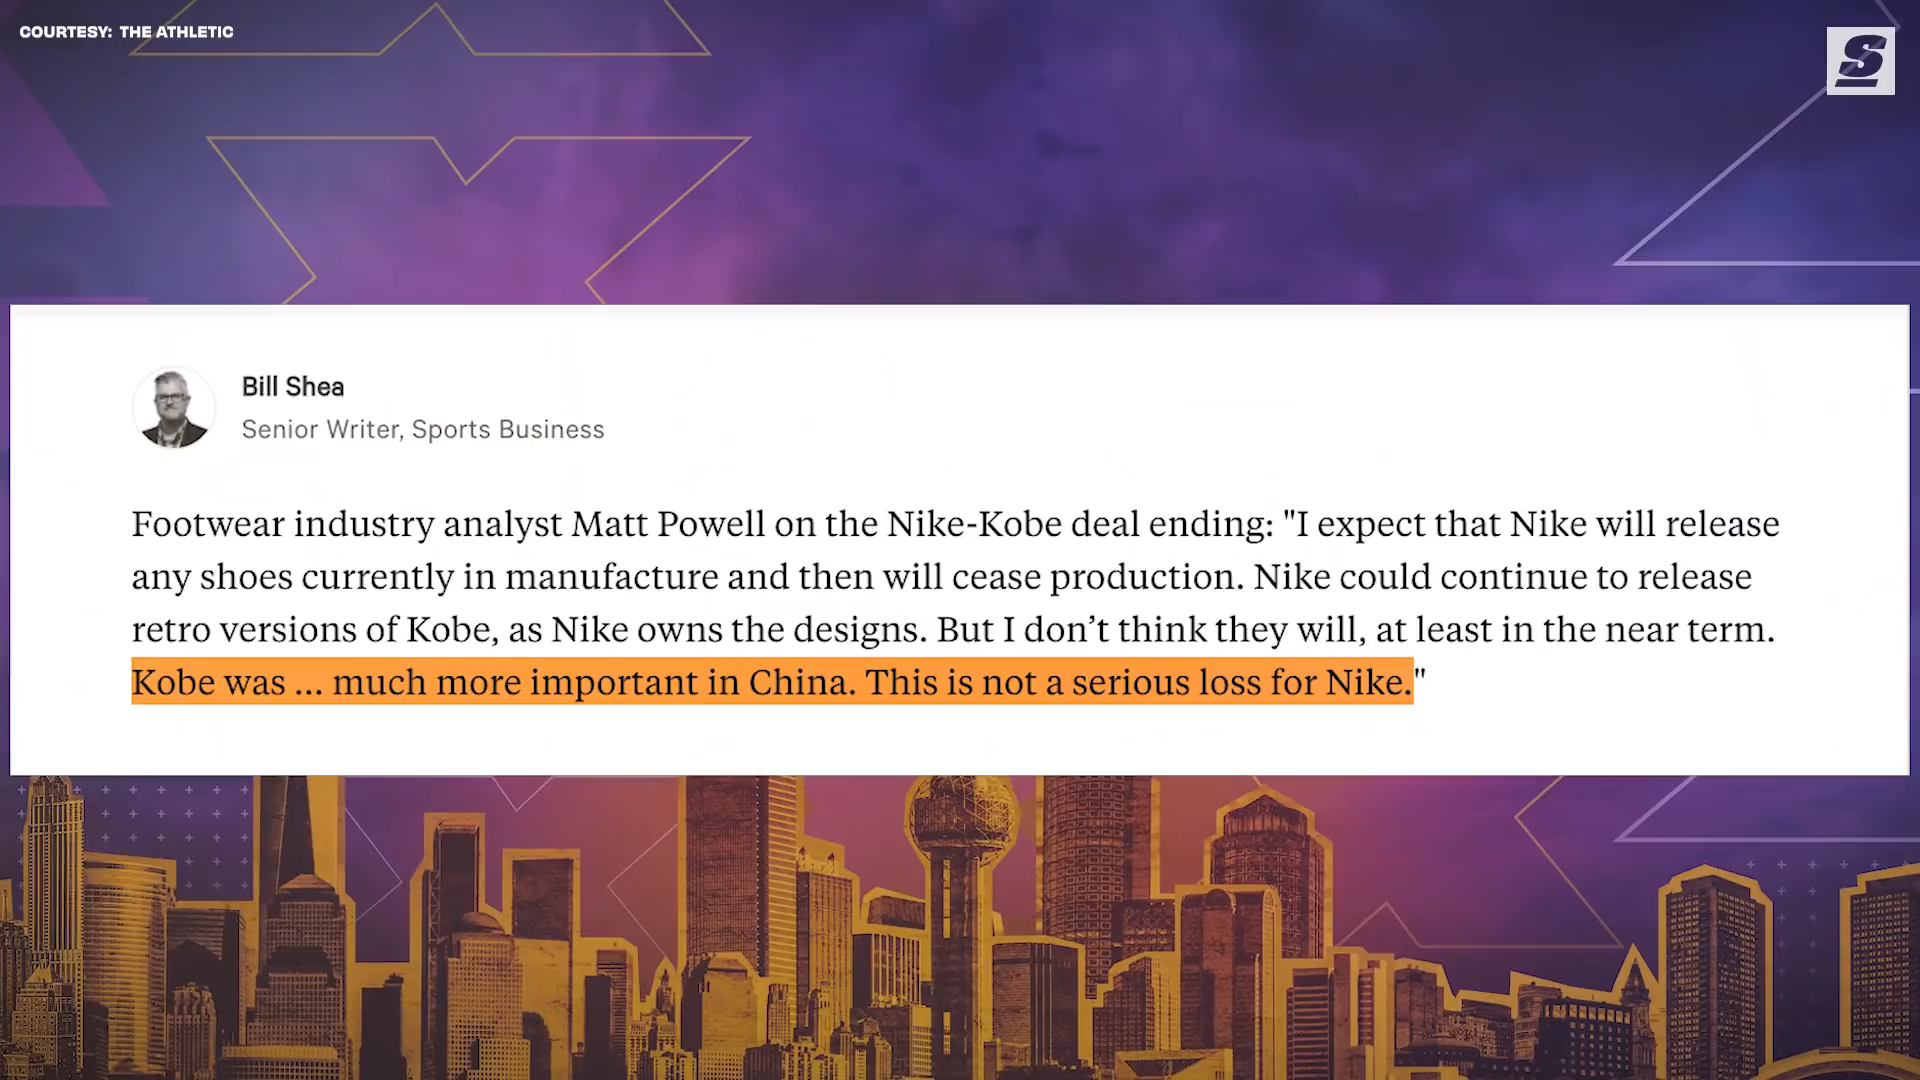 COURTESY: THE ATHLETIC
S
Bill Shea
Senior Writer, Sports Business
Footwear industry analyst Matt Powell on the Nike-Kobe deal ending: "I expect that Nike will release
any shoes currently in manufacture and then will cease production. Nike could continue to release
retro versions of Kobe, as Nike owns the designs. But I don’t think they will, at least in the near term.
Kobe was ... much more important in China. This is not a serious loss for Nike."